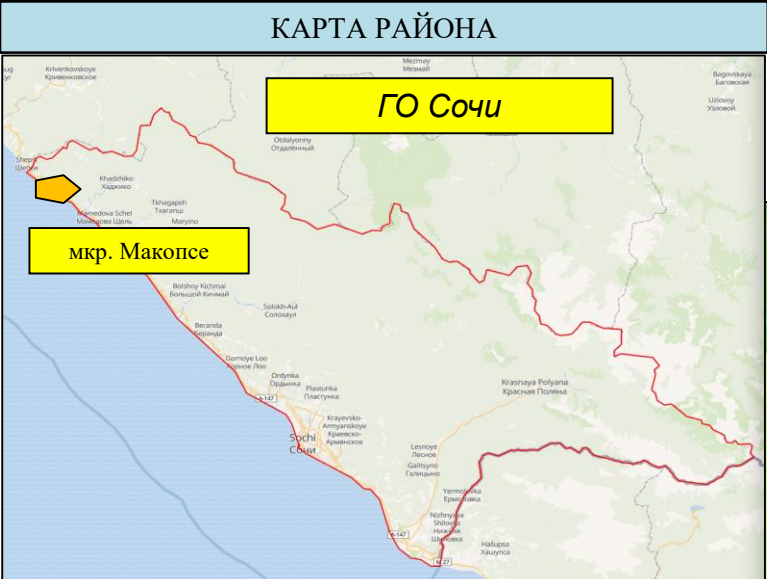 КАРТА РАЙОНА
Mezmay
Мезмай
Krivenkovskoye
Кривенковское
Bagovskaya
Баговская
ГО Сочи
Uzlovoy
Узловой
Otdalyonny
Отдалённый
Shepsi
Шепси
Khadzhiko
Хаджико
Tkhagapsh
Тхагапш
Mamedova Schel
Мамедова Щель
Maryino
мкр. Макопсе
Bolshoy Kichmai
Большой Кичмай
Solokh-Aul
Солохаул
Beranda
Беранда
Gornoye Loo
Горное Лоо
Ordynka
Ордынка
Plastunka
Пластунка
Krasnaya Polyana
Красная Поляна
A-147
Krayevsko-
Armyanskoye
Краевско-
Армянское
Sochi
Сочи
Lesnoye
Лесное
Galitsyno
Галицыно
Yermolovka
Ермоловка
Nizhnyaya
Shilovka
Нижняя
Шиловка
A-147
Hašupsa
Хашупса
M-27